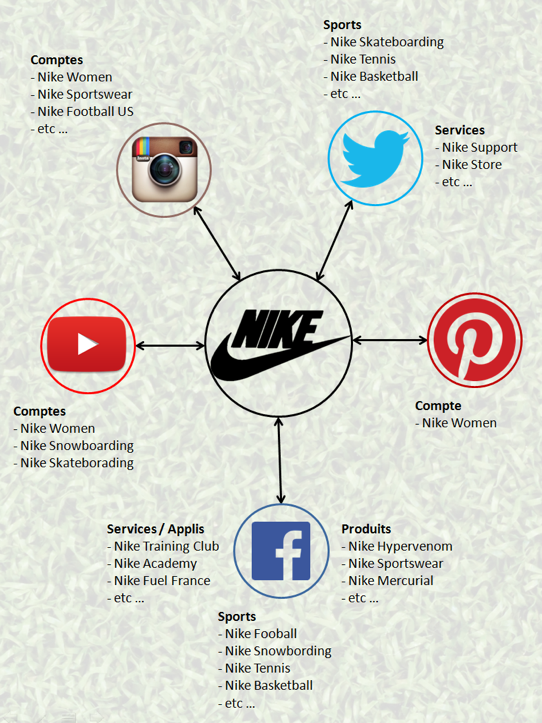 Sports
- Nike Skateboarding
- Nike Tennis
- Nike Basketball
- etc ...
Comptes
- Nike Women
- Nike Sportswear
- Nike Football US
- etc ...
Services
- Nike Support
- Nike Store
- etc ...
NIKE
Comptes
- Nike Women
- Nike Snowboarding
- Nike Skateborading
Compte
- Nike Women
Services / Applis
- Nike Training Club
- Nike Academy
- Nike Fuel France
- etc ...
Produits
- Nike Hypervenom
- Nike Sportswear
- Nike Mercurial
- etc ...
Sports
- Nike Fooball
- Nike Snowbording
- Nike Tennis
- Nike Basketball
- etc ...